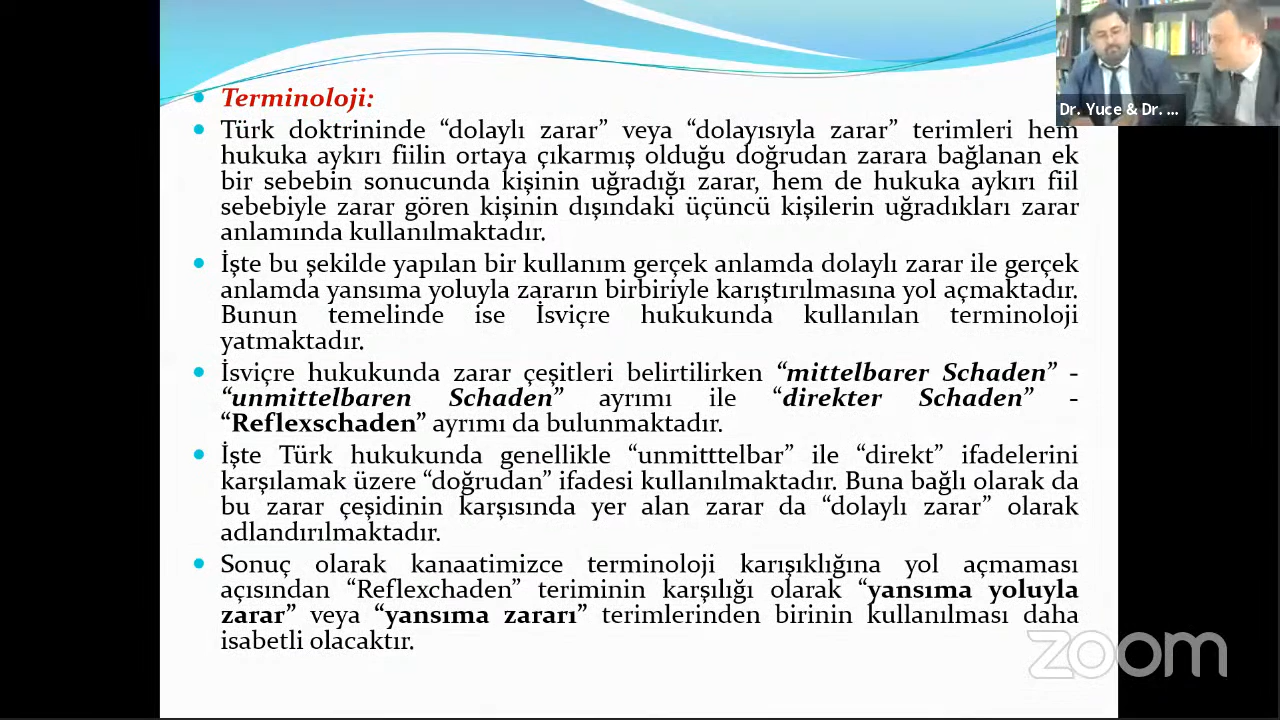 Terminoloji:
Türk doktrininde “dolaylı zarar” veya “dolayısıyla zarar” terimleri hem
hukuka aykırı fiilin ortaya çıkarmış olduğu doğrudan zarara bağlanan ek
bir sebebin sonucunda kişinin uğradığı zarar, hem de hukuka aykırı fiil
sebebiyle zarar gören kişinin dışındaki üçüncü kişilerin uğradıkları zarar
anlamında kullanılmaktadır.
İşte bu şekilde yapılan bir kullanım gerçek anlamda dolaylı zarar ile gerçek
anlamda yansıma yoluyla zararın birbiriyle karıştırılmasına yol açmaktadır.
Bunun temelinde ise İsviçre hukukunda kullanılan terminoloji
yatmaktadır.
İsviçre hukukunda zarar çeşitleri belirtilirken “mittelbarer Schaden” -
“unmittelbaren Schaden” ayrımı ile “direkter Schaden” -
“Reflexschaden” ayrımı da bulunmaktadır.
İşte Türk hukukunda genellikle “unmitttelbar” ile “direkt” ifadelerini
karşılamak üzere “doğrudan” ifadesi kullanılmaktadır. Buna bağlı olarak da
bu zarar çeşidinin karşısında yer alan zarar da “dolaylı zarar” olarak
adlandırılmaktadır.
Sonuç olarak kanaatimizce terminoloji karışıklığına yol açmaması
açısından “Reflexchaden” teriminin karşılığı olarak “yansıma yoluyla
zarar” veya “yansıma zararı” terimlerinden birinin kullanılması daha
isabetli olacaktır.
Dr. Yuce & Dr. ...
zoom